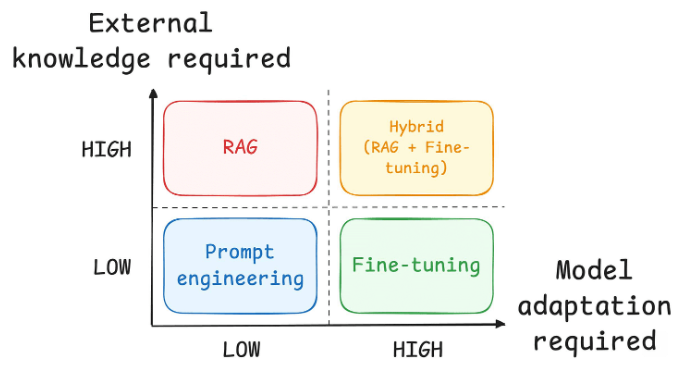 External
knowledge required
HIGH
RAG
Hybrid
(RAG + Fine-
tuning)
LOW
Prompt
engineering
Fine-tuning
Model
adaptation
required
LOW
HIGH